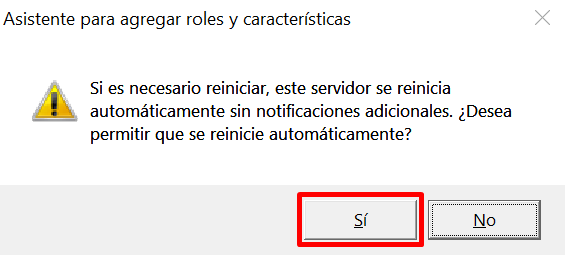 Asistente para agregar roles y características
Si es necesario reiniciar, este servidor se reinicia
automáticamente sin notificaciones adicionales. ¿Desea
permitir que se reinicie automáticamente?
Sí
No